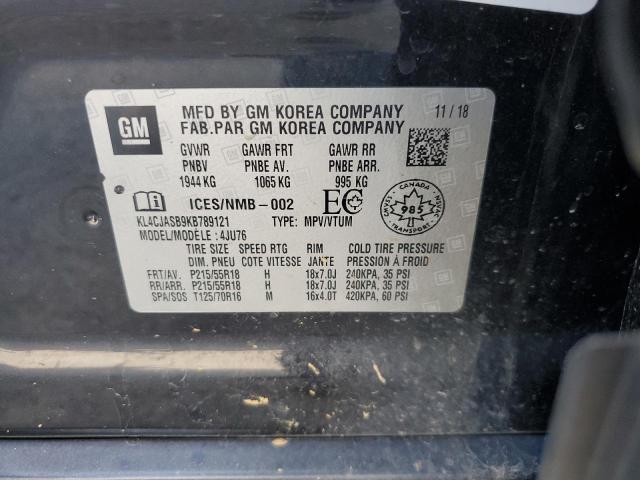 GM
MFD BY GM KOREA COMPANY 11 / 18
FAB.PAR GM KOREA COMPANY
GVWR GAWR FRT GAWR RR
PNBV PNBE AV. PNBE ARR.
1944 KG 1065 KG 995 KG
ICES/NMB-002 EC
CANADA
985
KL4CJASB9KB789121 TYPE: MPV/VTUM
MODEL/MODÈLE : 4JU76
TIRE SIZE SPEED RTG RIM COLD TIRE PRESSURE
DIM. PNEU COTE VITESSE JANTE PRESSION À FROID
FRT/AV. P215/55R18 H 18x7.0J 240KPA, 35 PSI
RR/ARR. P215/55R18 H 18x7.0J 240KPA, 35 PSI
SPA/SOS T125/70R16 M 16x4.0T 420KPA, 60 PSI